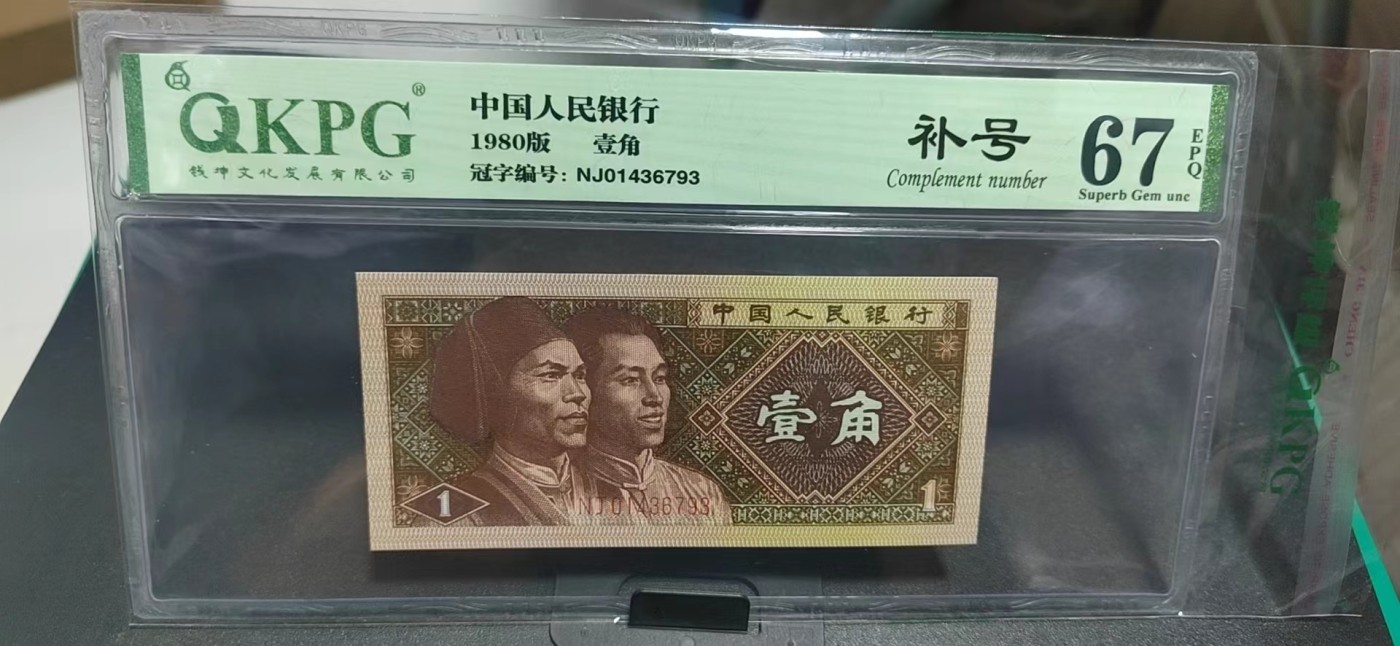 QKPG®
钱坤文化发展有限公司
中国人民银行
1980版 壹角
冠字编号: NJ01436793
补号
Complement number
67
EPQ
Superb Gem unc
中国人民银行
壹角
1
NJ01436793
1
QKPG